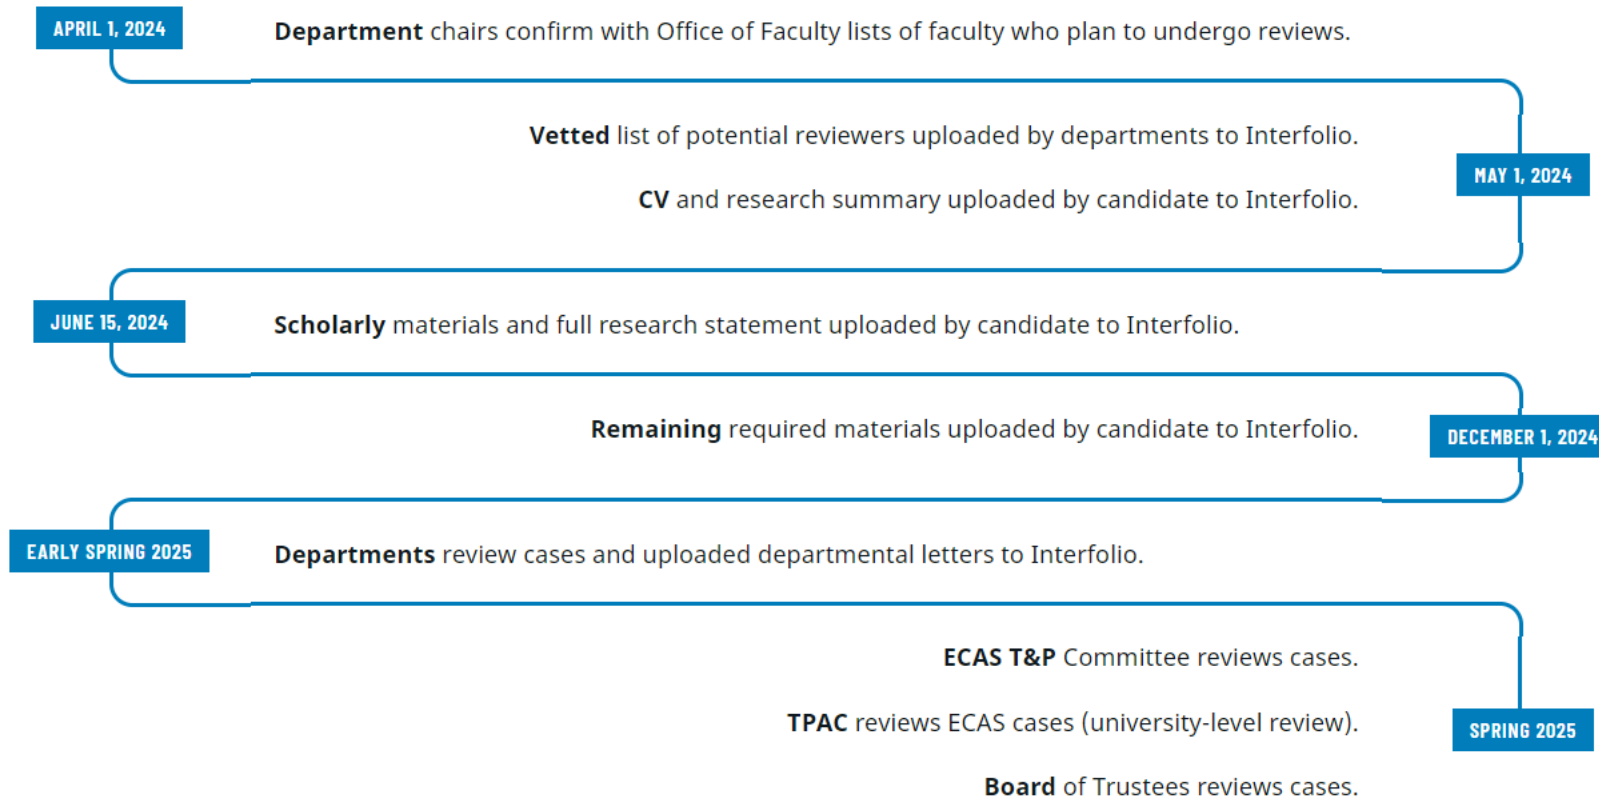 APRIL 1, 2024
Department chairs confirm with Office of Faculty lists of faculty who plan to undergo reviews.
Vetted list of potential reviewers uploaded by departments to Interfolio.
MAY 1, 2024
CV and research summary uploaded by candidate to Interfolio.
JUNE 15, 2024
Scholarly materials and full research statement uploaded by candidate to Interfolio.
Remaining required materials uploaded by candidate to Interfolio.
DECEMBER 1, 2024
EARLY SPRING 2025
Departments review cases and uploaded departmental letters to Interfolio.
ECAS T&P Committee reviews cases.
TPAC reviews ECAS cases (university-level review).
SPRING 2025
Board of Trustees reviews cases.